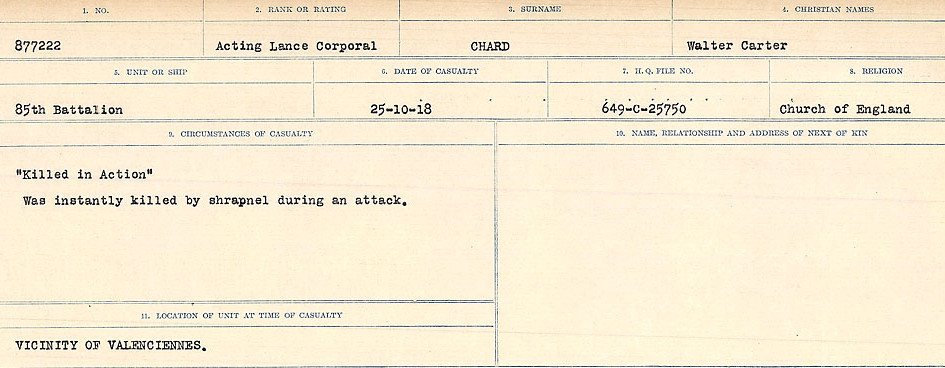 1. NO.
2. RANK OR RATING
3. SURNAME
4. CHRISTIAN NAMES
877222
Acting Lance Corporal
CHARD
Walter Carter
5. UNIT OR SHIP
6. DATE OF CASUALTY
7. H.Q. FILE NO.
8. RELIGION
85th Battalion
25-10-18
649-C-25750
Church of England
9. CIRCUMSTANCES OF CASUALTY
"Killed in Action"
Was instantly killed by shrapnel during an attack.
10. NAME, RELATIONSHIP AND ADDRESS OF NEXT OF KIN
11. LOCATION OF UNIT AT TIME OF CASUALTY
VICINITY OF VALENCIENNES.